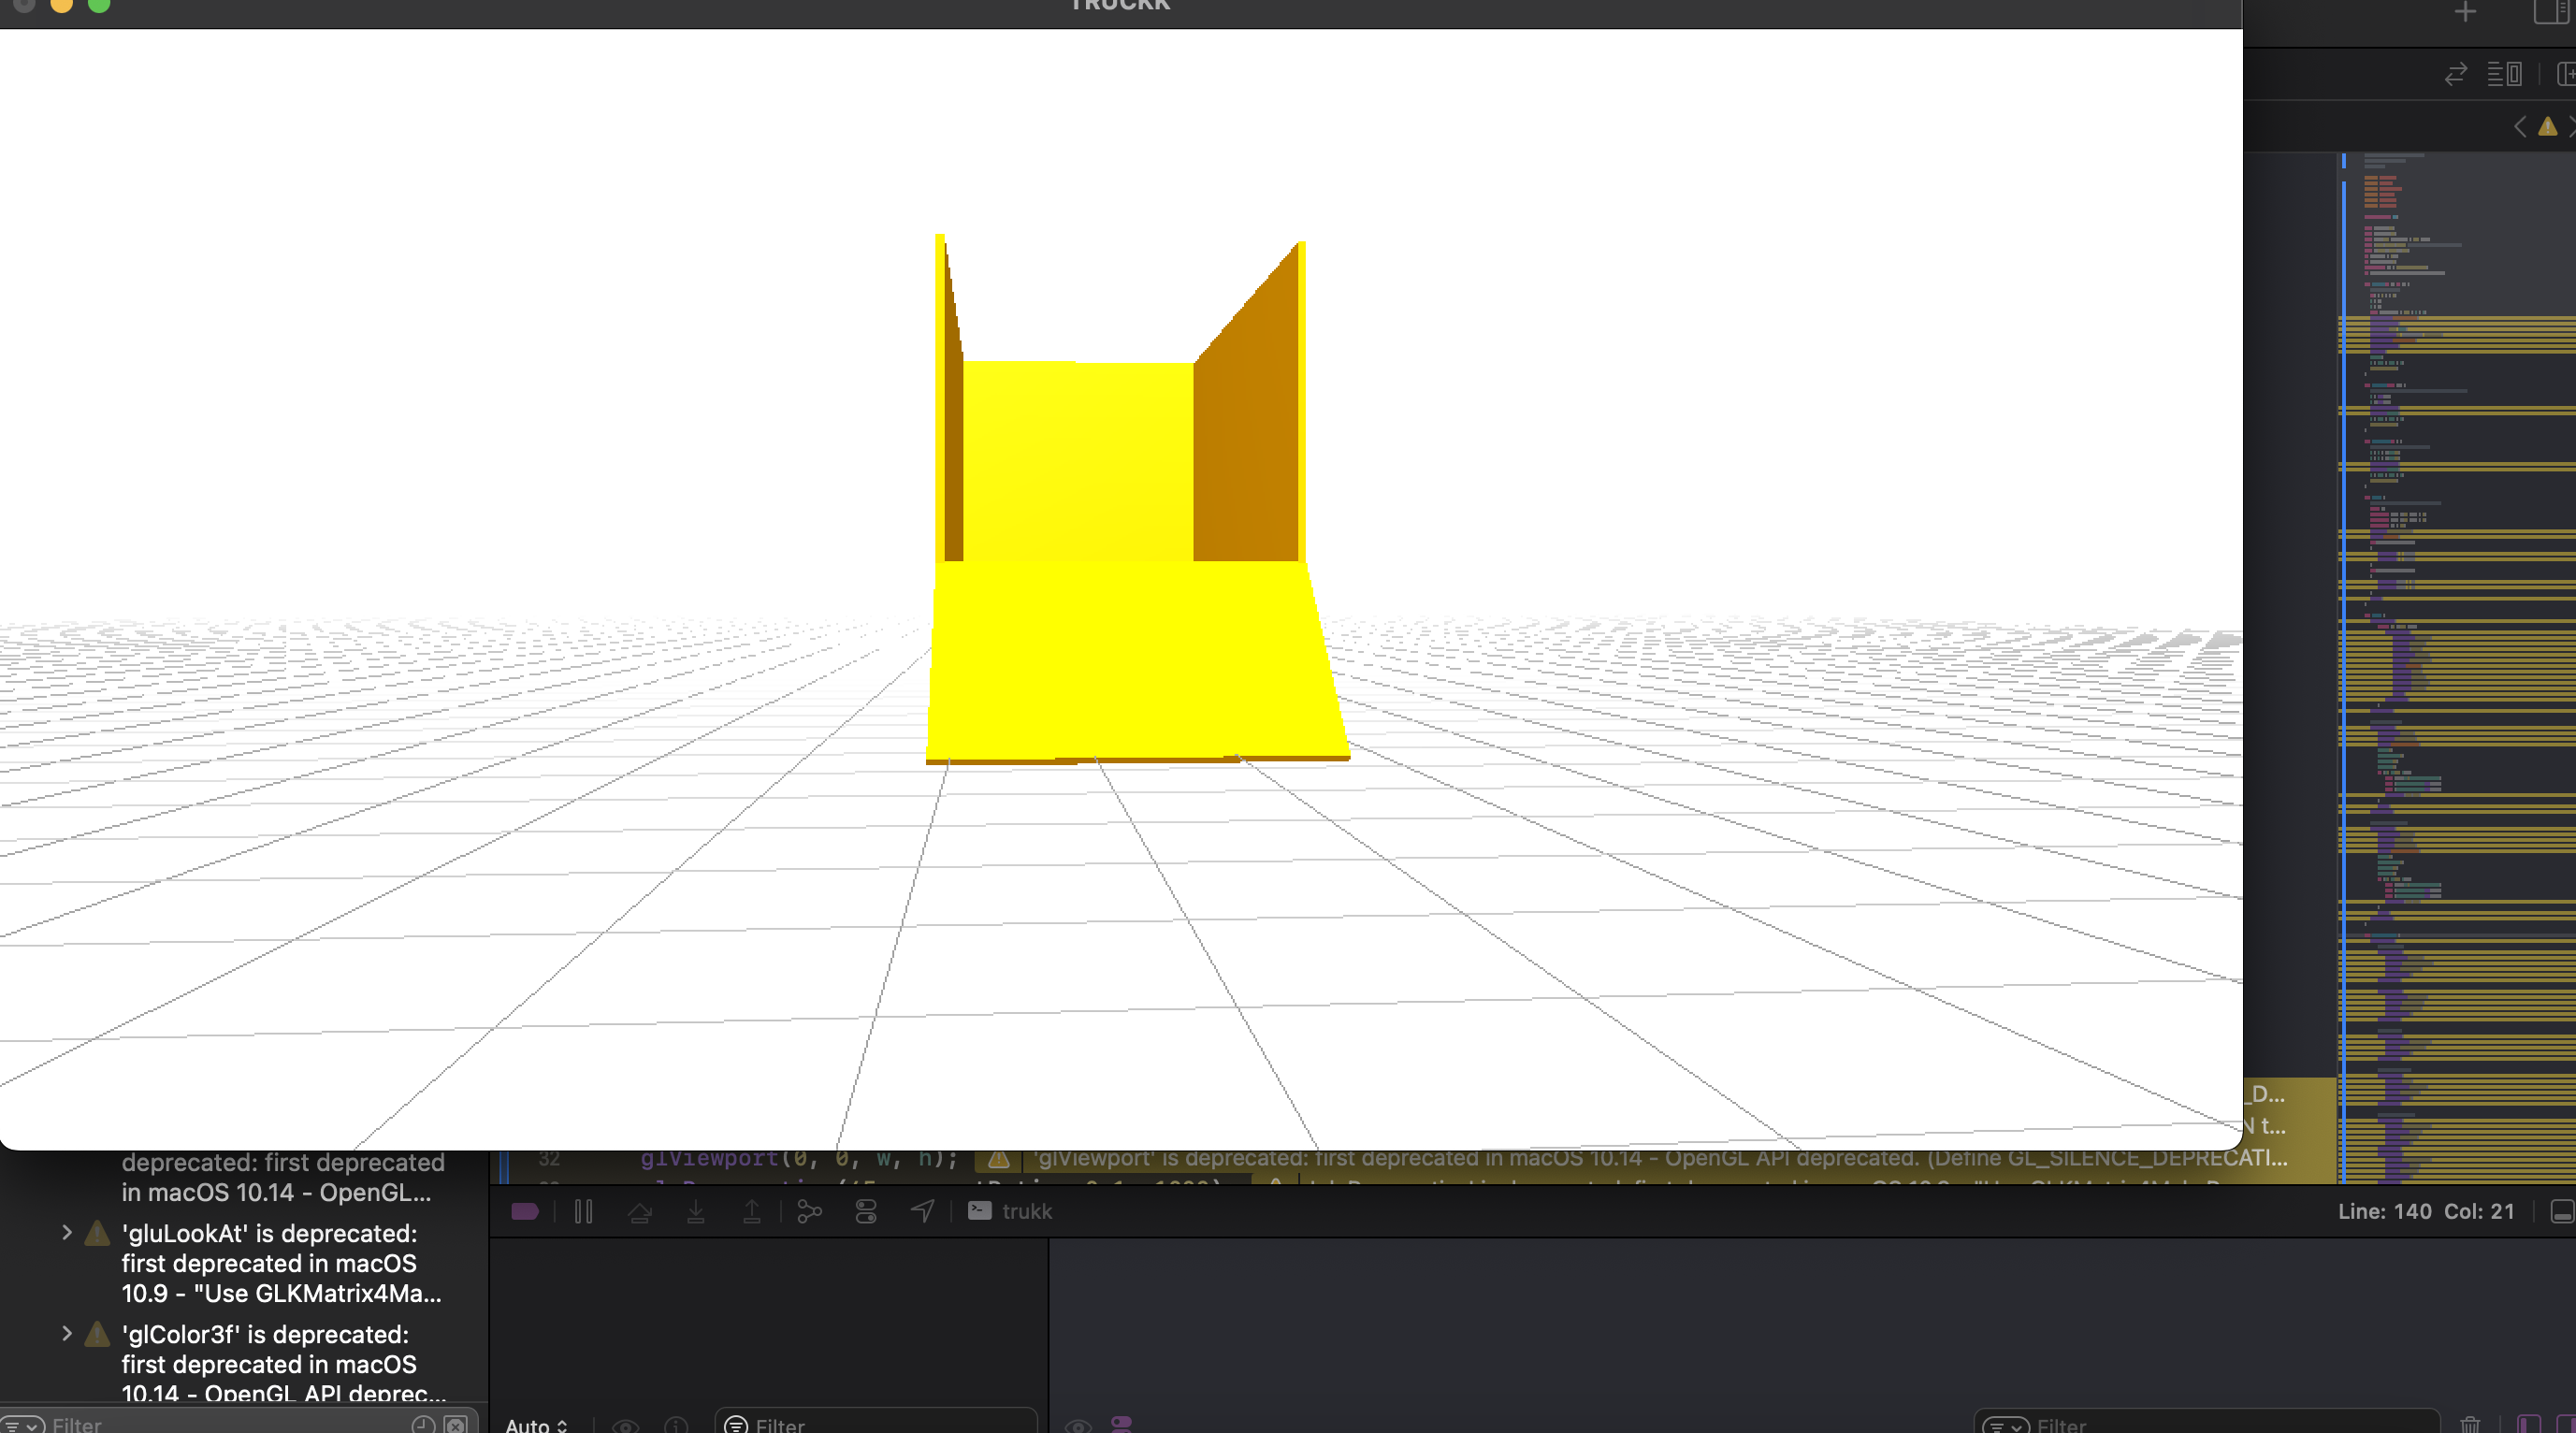 TRUCKK
_D...
N t...
deprecated: first deprecated
in macOS 10.14 - OpenGL...
'gluLookAt' is deprecated:
first deprecated in macOS
10.9 - "Use GLKMatrix4Ma...
'glColor3f' is deprecated:
first deprecated in macOS
10.14 - OpenGL API deprec...
Filter
32 glViewport(0, 0, w, h); 'glViewport' is deprecated: first deprecated in macOS 10.14 - OpenGL API deprecated. (Define GL_SILENCE_DEPRECATI...
trukk
Line: 140 Col: 21
Auto
Filter
Filter